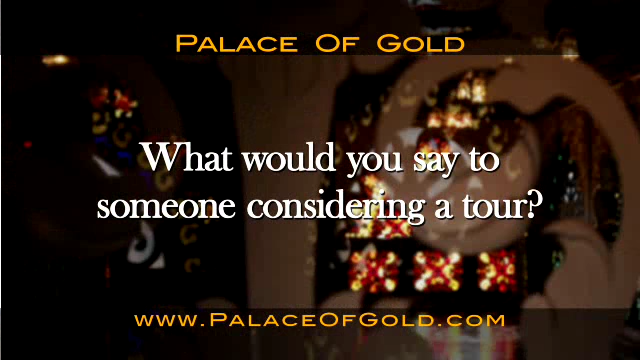 Palace Of Gold
What would you say to
someone considering a tour?
www.PalaceOfGold.com